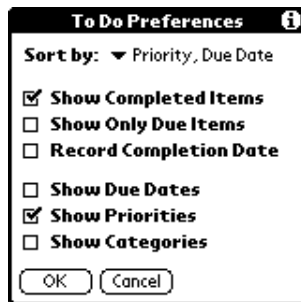 To Do Preferences
Sort by: Priority, Due Date
Show Completed Items
Show Only Due Items
Record Completion Date
Show Due Dates
Show Priorities
Show Categories
OK Cancel